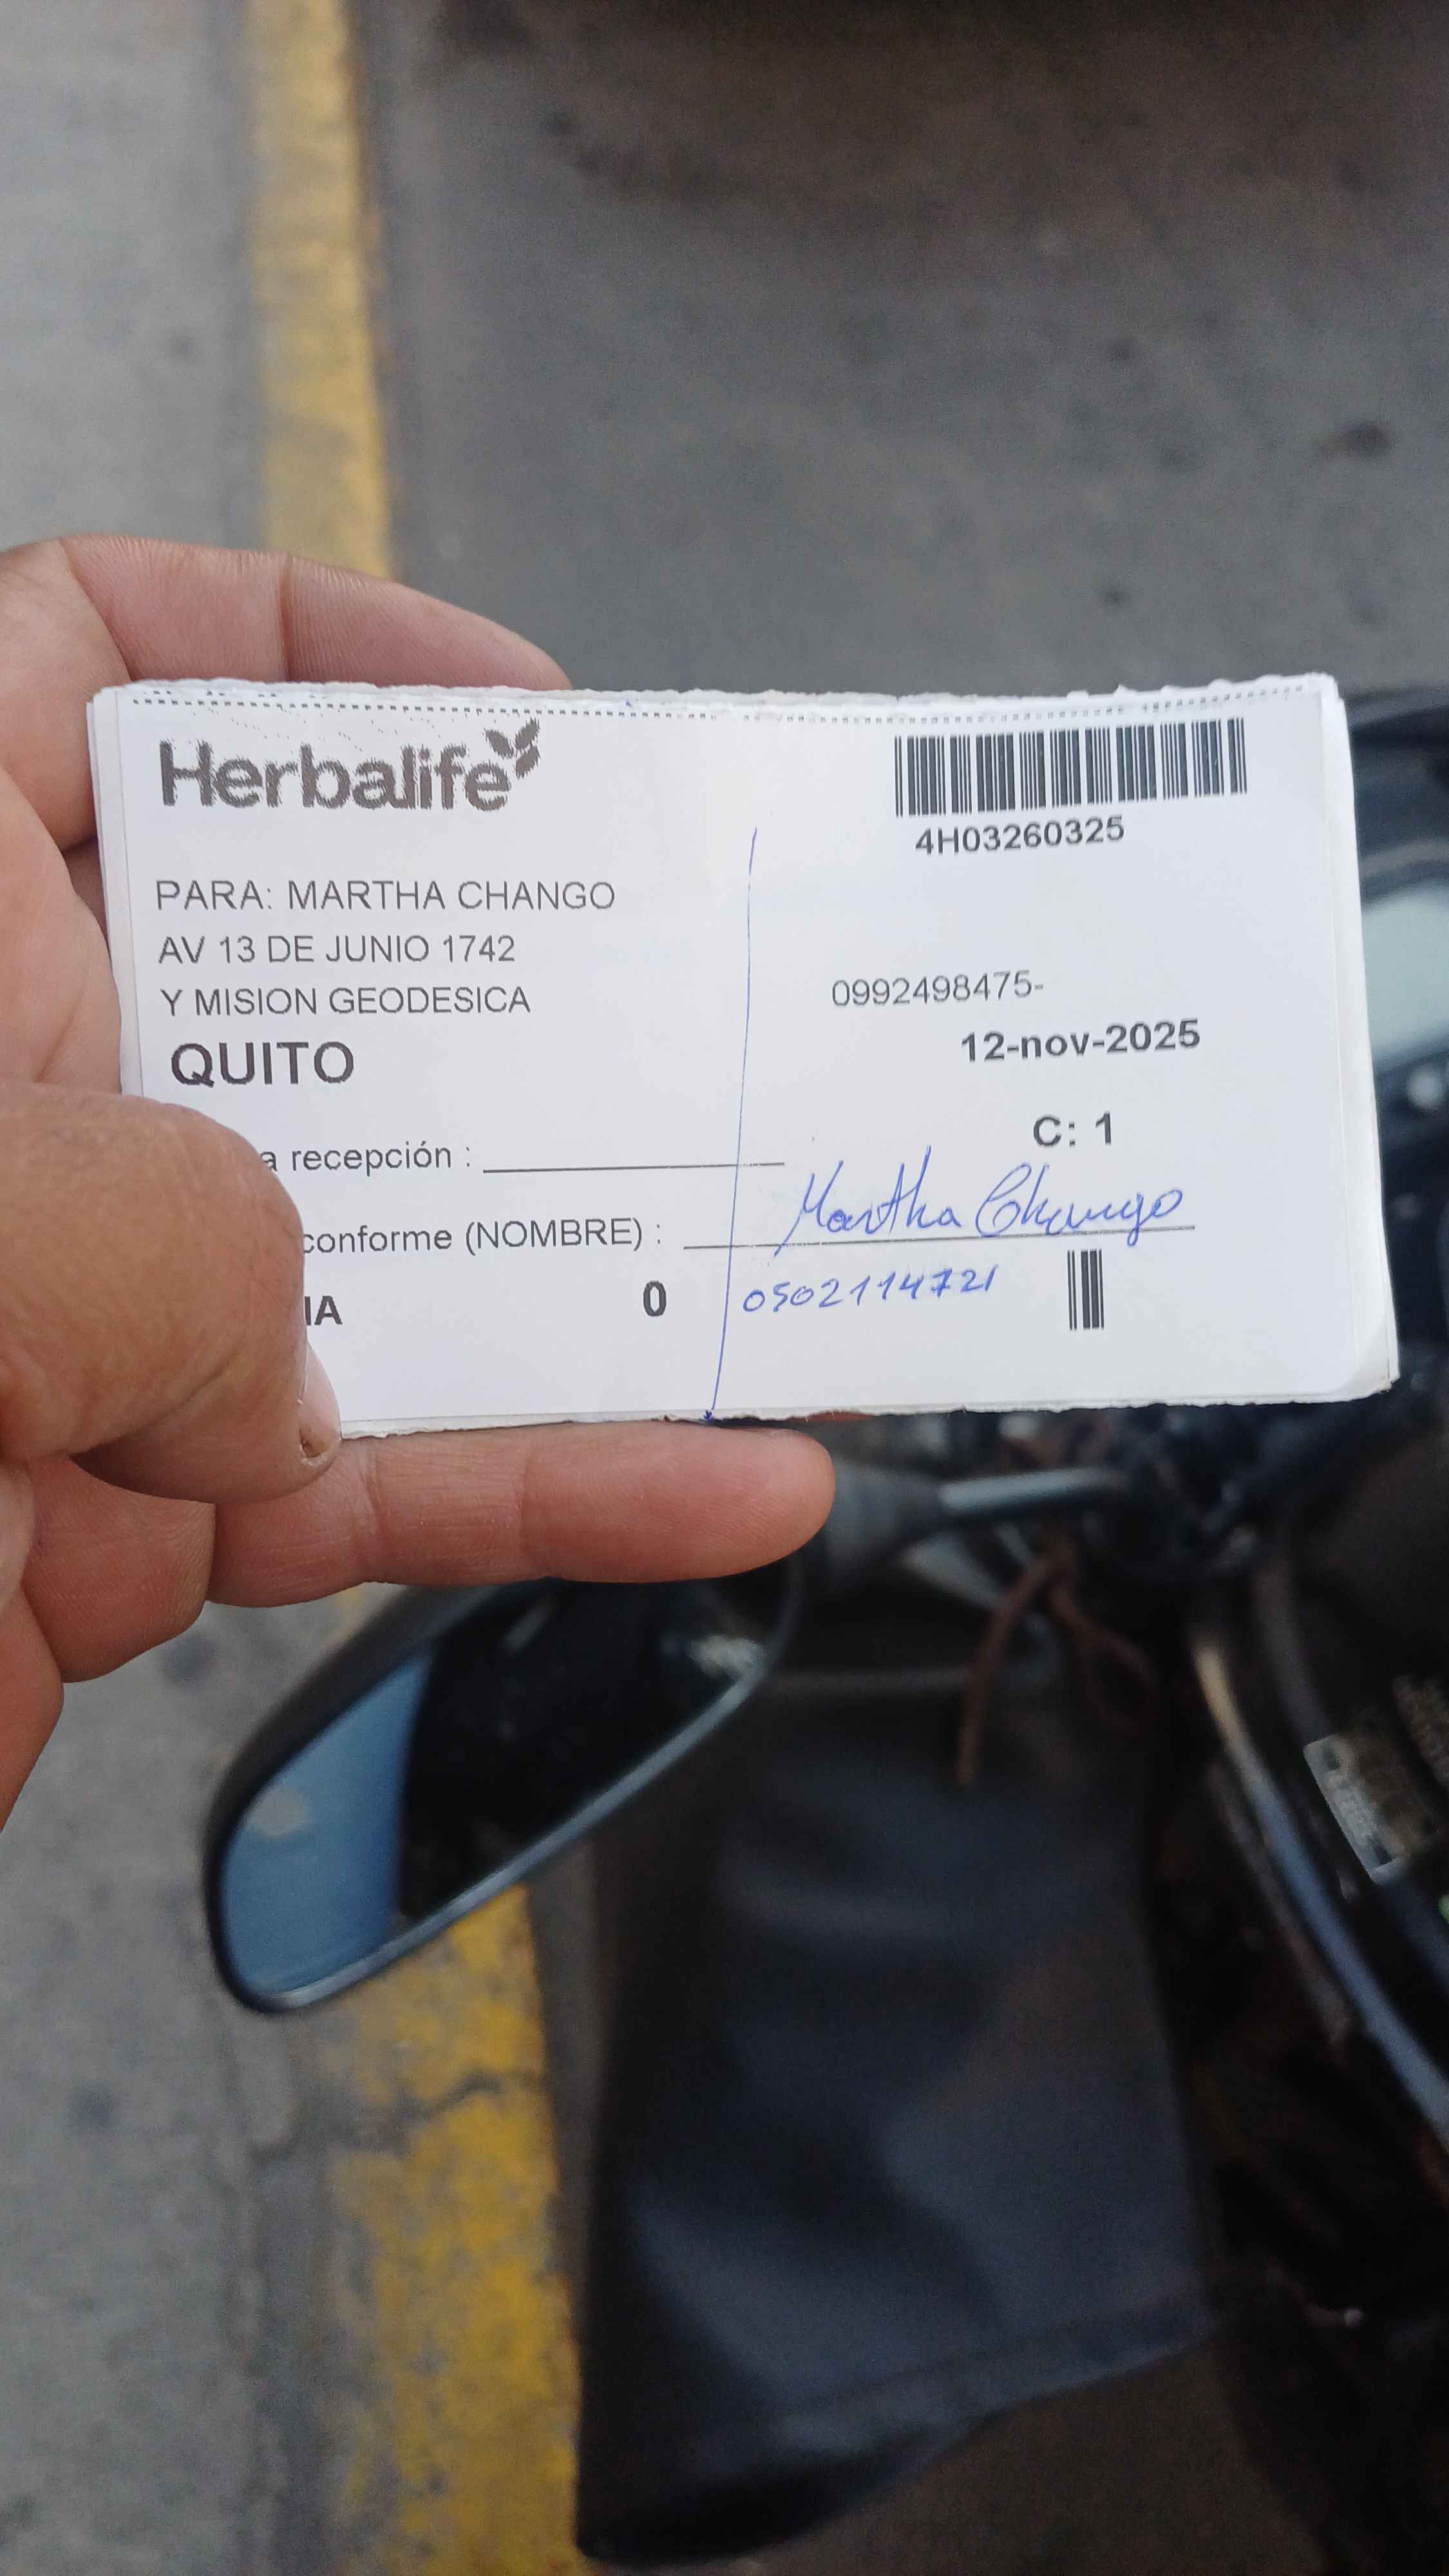 Herbalife
4H03260325
PARA: MARTHA CHANGO
AV 13 DE JUNIO 1742
Y MISION GEODESICA
QUITO
0992498475-
12-nov-2025
C: 1
a recepción :
conforme (NOMBRE) : Martha Chango
IA 0 0502114721